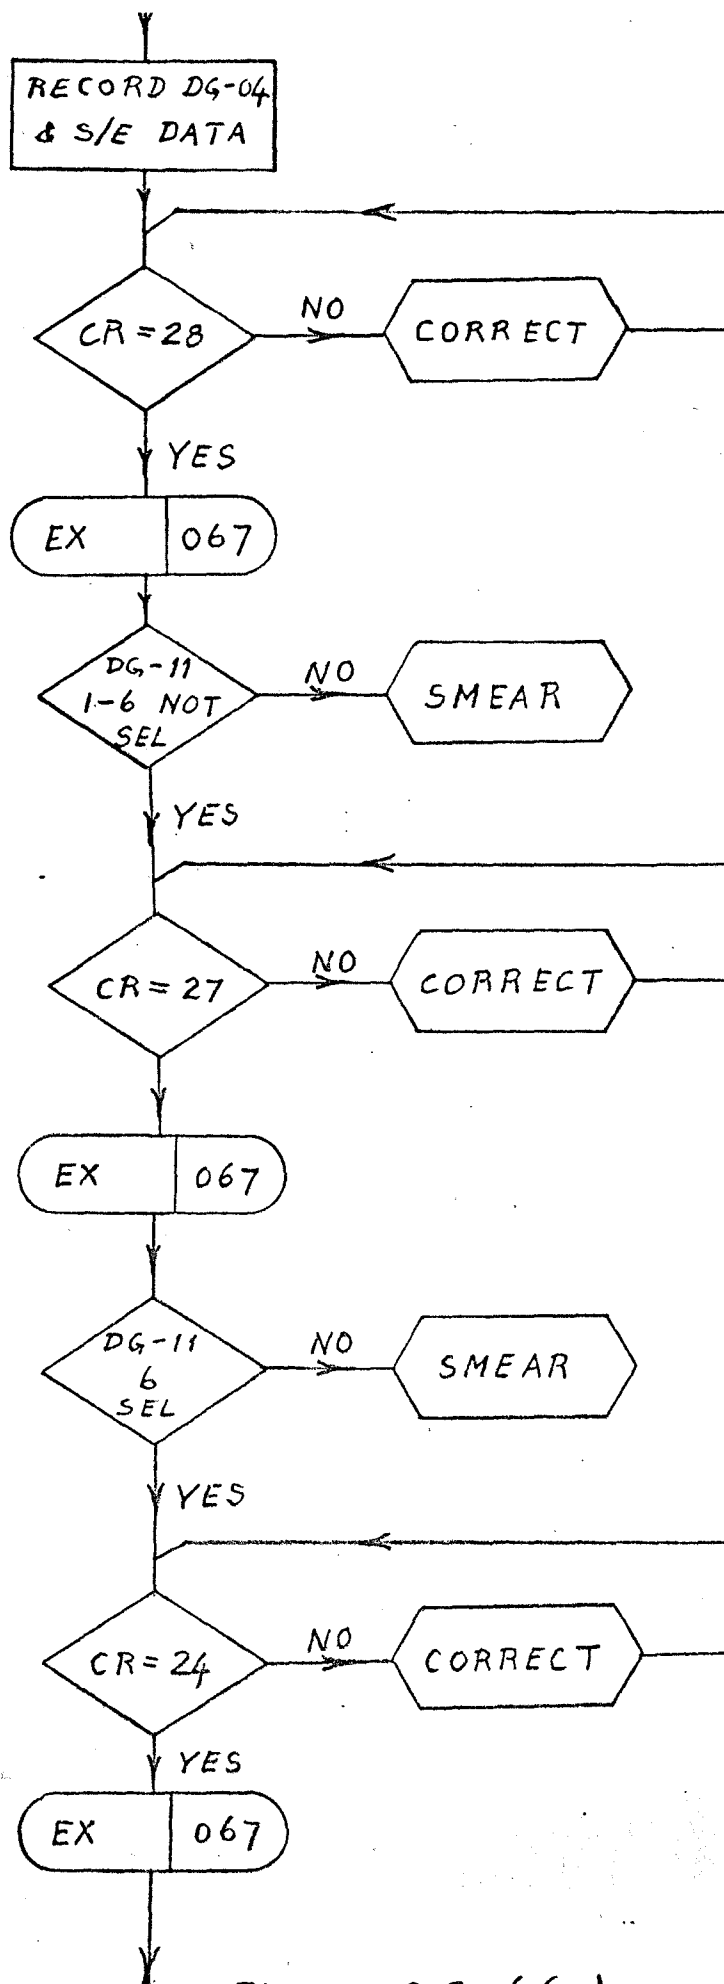 RECORD DG-04
& S/E DATA
CR=28
NO
CORRECT
YES
EX 067
DG-11
1-6 NOT
SEL
NO
SMEAR
YES
CR=27
NO
CORRECT
EX 067
DG-11
6
SEL
NO
SMEAR
YES
CR=24
NO
CORRECT
YES
EX 067